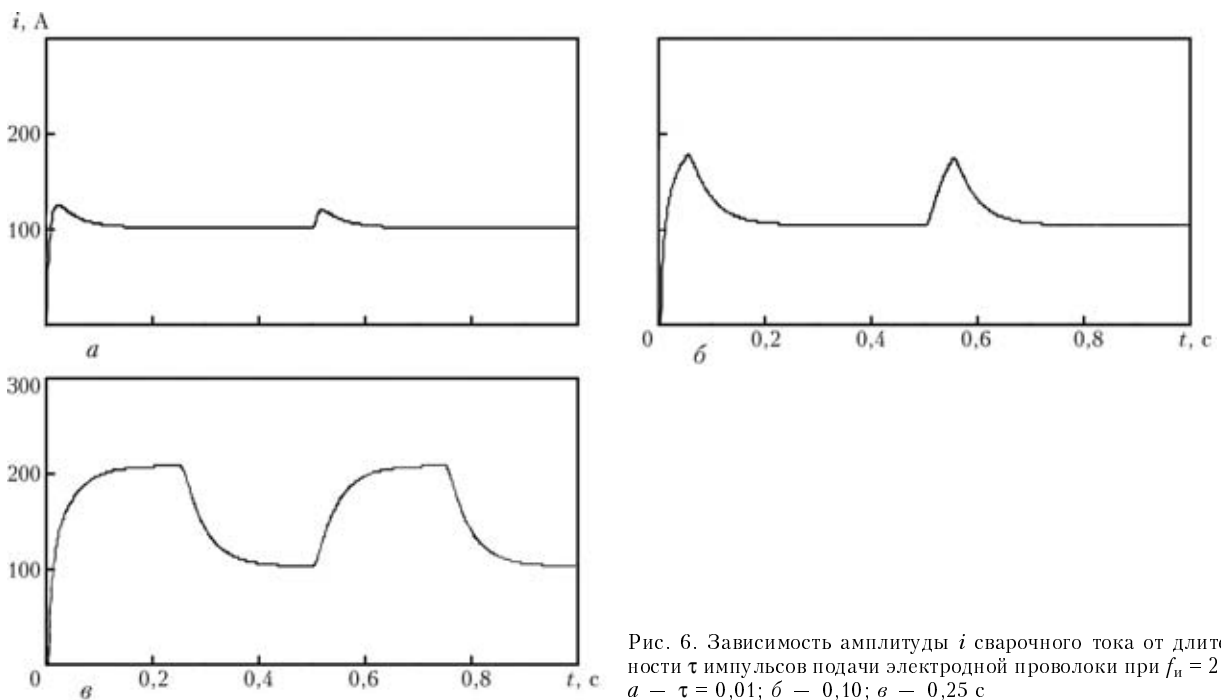 i, А
200
100
а
0
0,2
0,4
0,6
0,8
t, с
б
300
200
100
0
0,2
0,4
0,6
0,8
t, с
в
Рис. 6. Зависимость амплитуды i сварочного тока от длите
ности τ импульсов подачи электродной проволоки при fи = 2
а — τ = 0,01; б — 0,10; в — 0,25 с